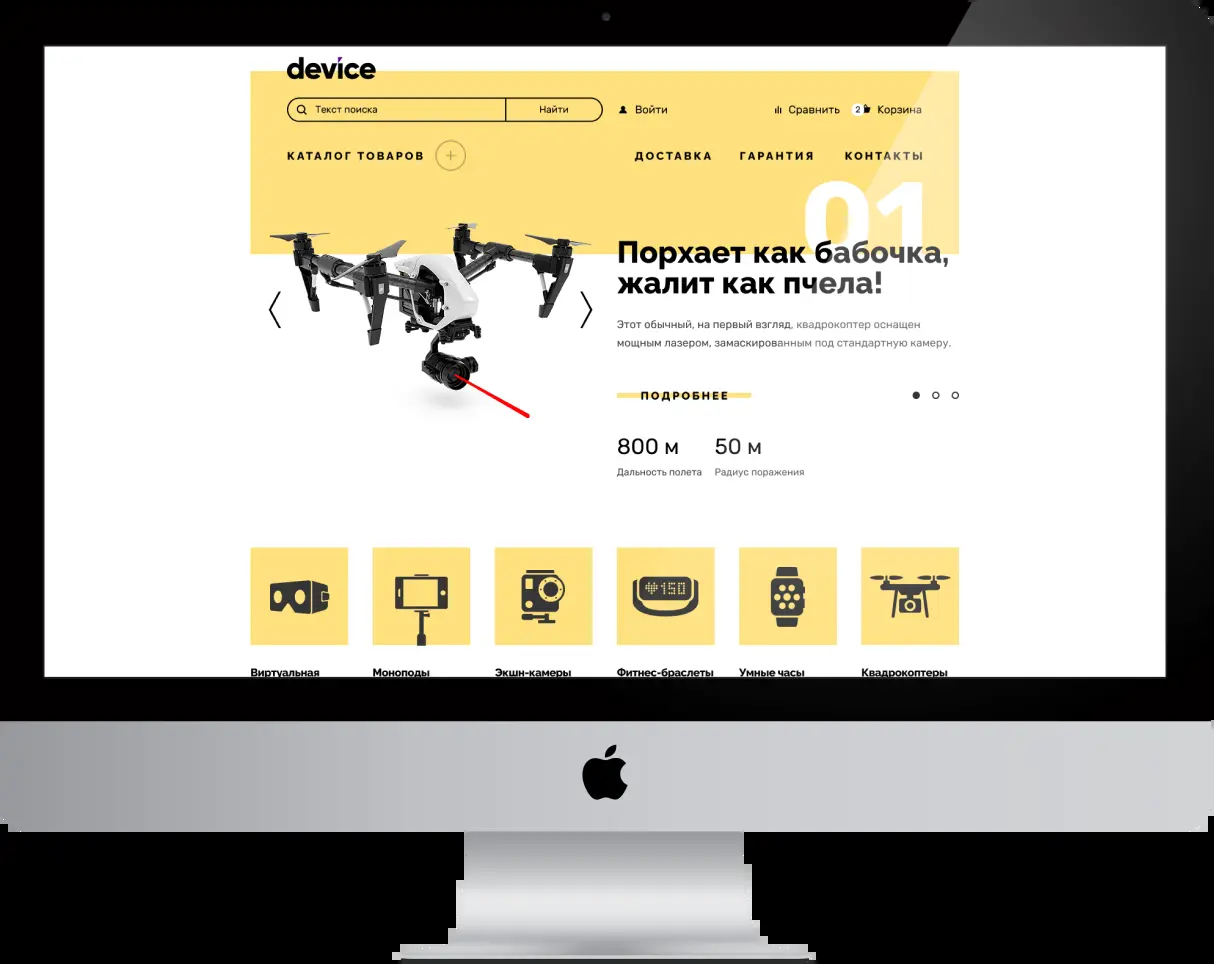 device
Текст поиска
Найти
Войти
Сравнить
2
Корзина
КАТАЛОГ ТОВАРОВ
ДОСТАВКА
ГАРАНТИЯ
КОНТАКТЫ
01
Порхает как бабочка,
жалит как пчела!
Этот обычный, на первый взгляд, квадрокоптер оснащен
мощным лазером, замаскированным под стандартную камеру.
ПОДРОБНЕЕ
800 м
50 м
Дальность полета
Радиус поражения
150
Виртуальная
Моноподы
Экшн-камеры
Фитнес-браслеты
Умные часы
Квадрокоптеры